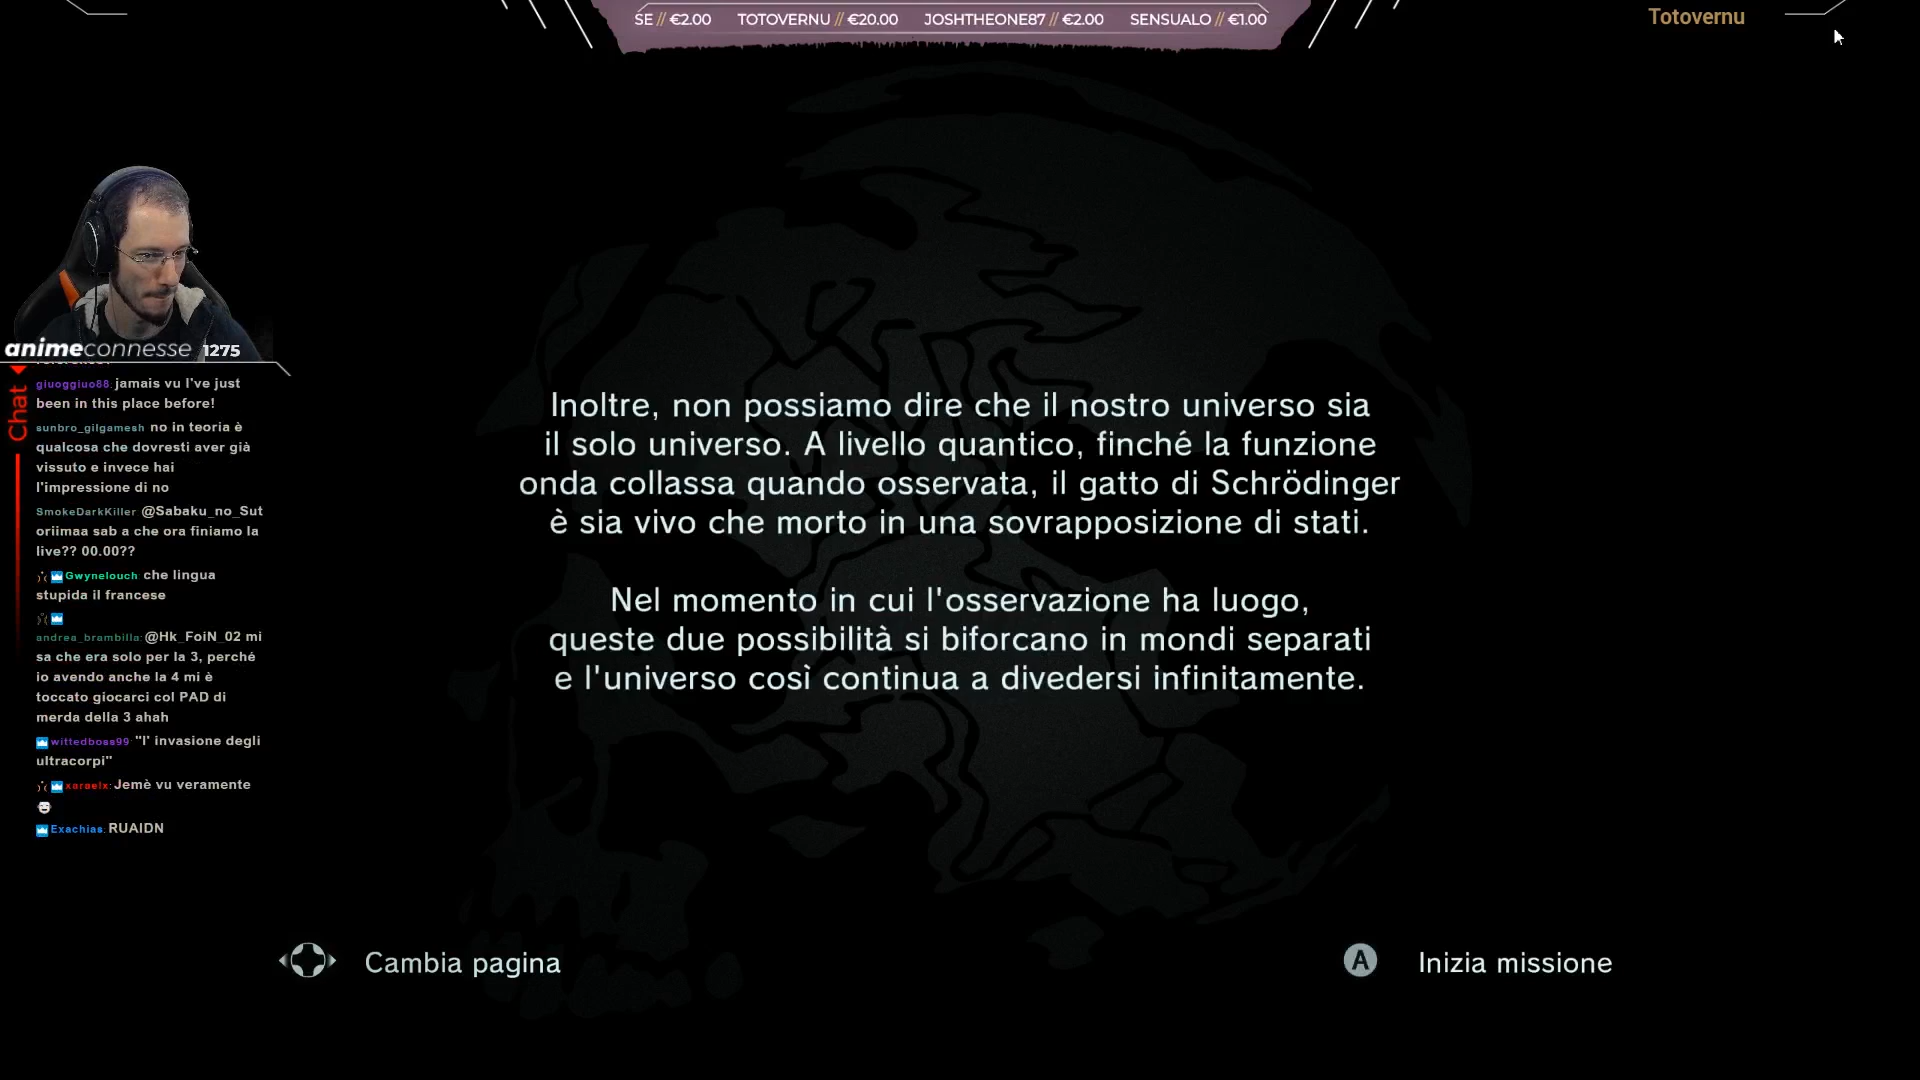 SE // €2.00 TOTOVERNU // €20.00 JOSHTHEONE87 // €2.00 SENSUALO // €1.00
Totovernu
animeconnesse 1275
Chat
giuoggiuo88: jamais vu I've just
been in this place before!
sunbro_gilgamesh no in teoria è
qualcosa che dovresti aver già
vissuto e invece hai
l'impressione di no
SmokeDarkKiller @Sabaku_no_Sut
oriimaa sab a che ora finiamo la
live?? 00.00??
Gwynelouch che lingua
stupida il francese
andrea_brambilla: @Hk_FoiN_02 mi
sa che era solo per la 3, perché
io avendo anche la 4 mi è
toccato giocarci col PAD di
merda della 3 ahah
wittedboss99 "l' invasione degli
ultracorpi"
xaraelx: Jemè vu veramente
Exachias: RUAIDN
Inoltre, non possiamo dire che il nostro universo sia
il solo universo. A livello quantico, finché la funzione
onda collassa quando osservata, il gatto di Schrödinger
è sia vivo che morto in una sovrapposizione di stati.
Nel momento in cui l'osservazione ha luogo,
queste due possibilità si biforcano in mondi separati
e l'universo così continua a divedersi infinitamente.
Cambia pagina
A Inizia missione